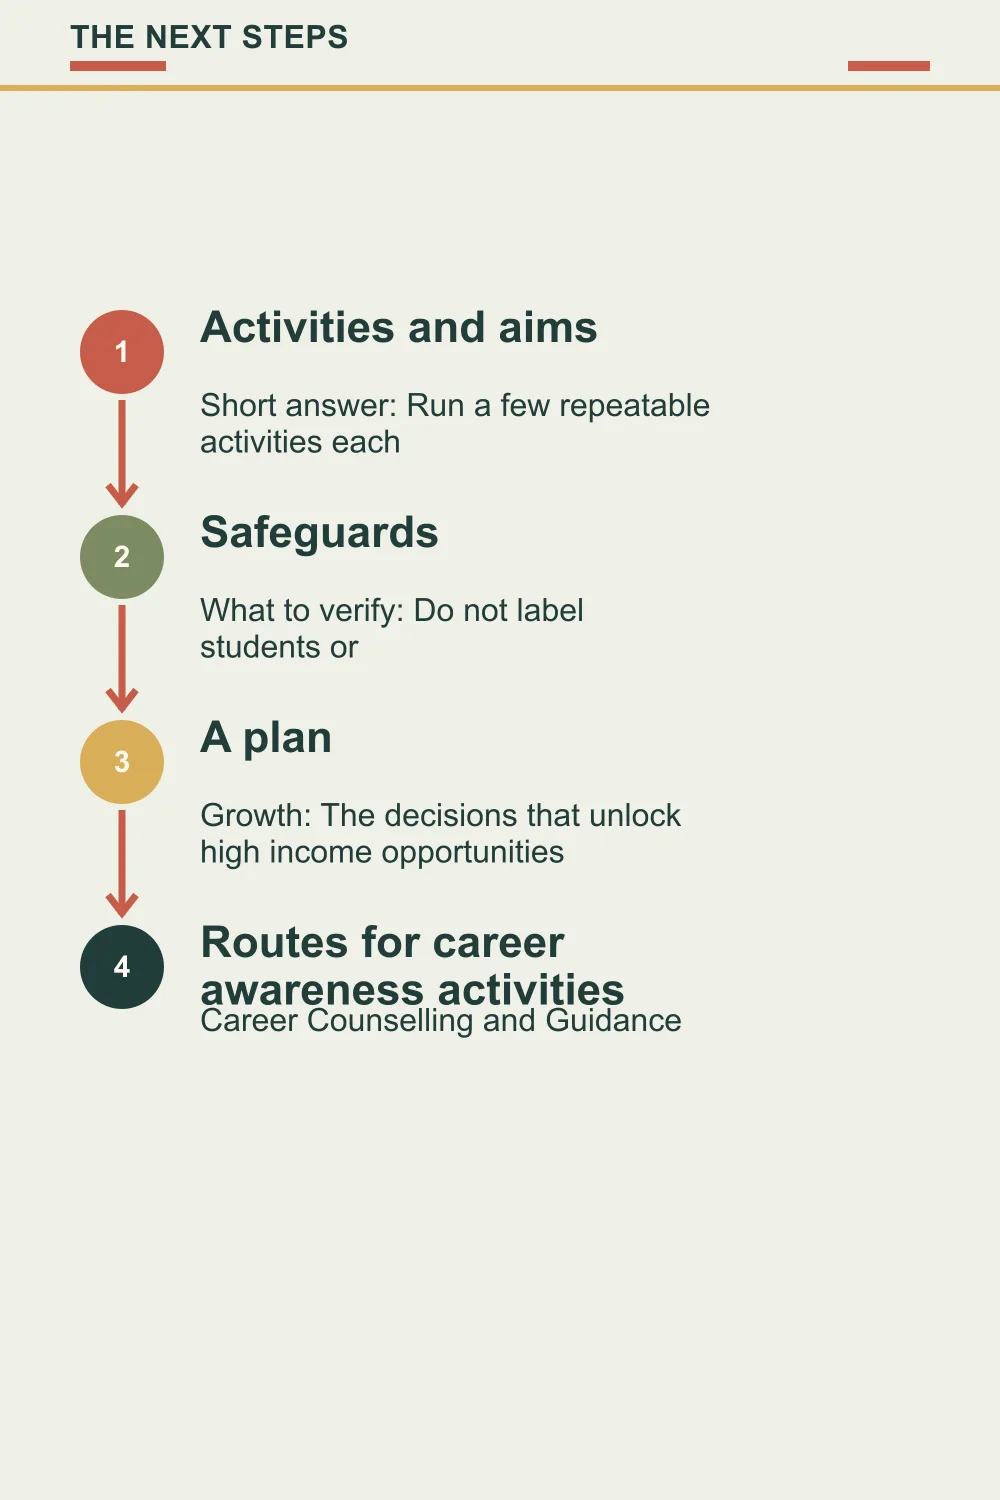 THE NEXT STEPS
1
Activities and aims
Short answer: Run a few repeatable
activities each
2
Safeguards
What to verify: Do not label
students or
3
A plan
Growth: The decisions that unlock
high income opportunities
4
Routes for career
awareness activities
Career Counselling and Guidance